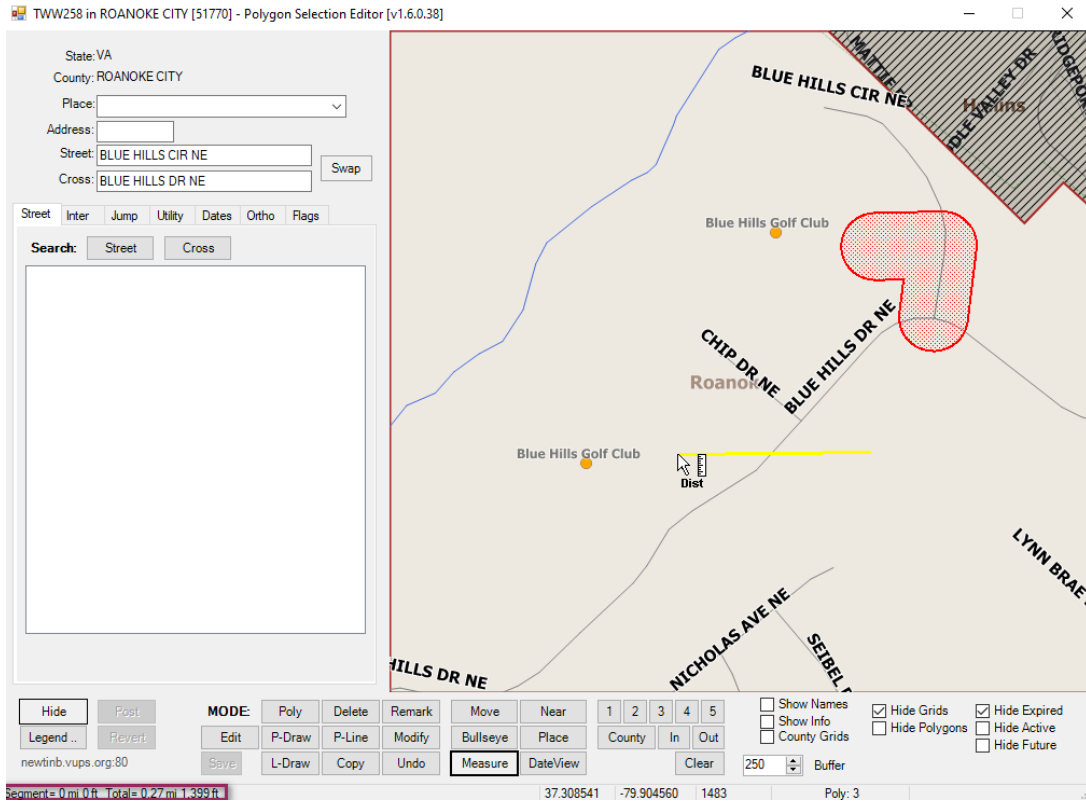 TWW258 in ROANOKE CITY [51770] - Polygon Selection Editor [v1.6.0.38]
State: VA
County: ROANOKE CITY
Place:
Address:
Street: BLUE HILLS CIR NE
Cross: BLUE HILLS DR NE
Swap
Street Inter Jump Utility Dates Ortho Flags
Search: Street Cross
BLUE HILLS CIR NE
Blue Hills Golf Club
CHIP DR NE
BLUE HILLS DR NE
Blue Hills Golf Club
Dist
LYNN BRAE
NICHOLAS AVE NE
SEIBEL
HILLS DR NE
Hide Post MODE: Poly Delete Remark Move Near 1 2 3 4 5 Show Names Hide Grids Hide Expired
Show Info Hide Polygons Hide Active
Legend .. Revert Edit P-Draw P-Line Modify Bullseye Place County In Out County Grids Hide Future
newtinb.vups.org:80 Save L-Draw Copy Undo Measure DateView Clear 250 Buffer
Segment= 0 mi 0 ft Total= 0.27 mi 1,399 ft 37.308541 -79.904560 1483 Poly: 3